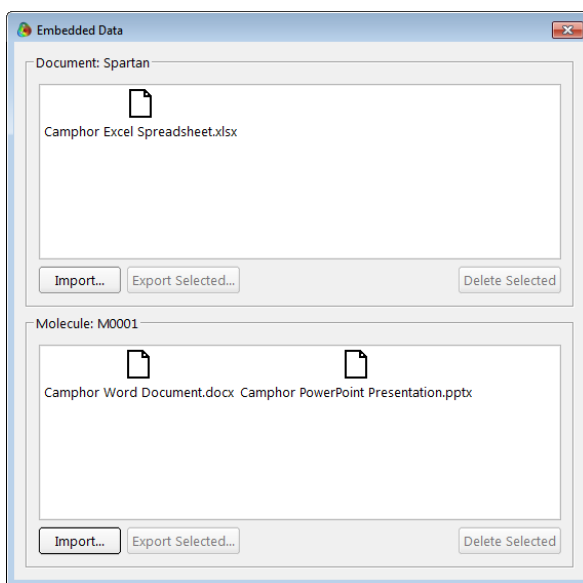 Embedded Data
Document: Spartan
Camphor Excel Spreadsheet.xlsx
Import... Export Selected... Delete Selected
Molecule: M0001
Camphor Word Document.docx Camphor PowerPoint Presentation.pptx
Import... Export Selected... Delete Selected